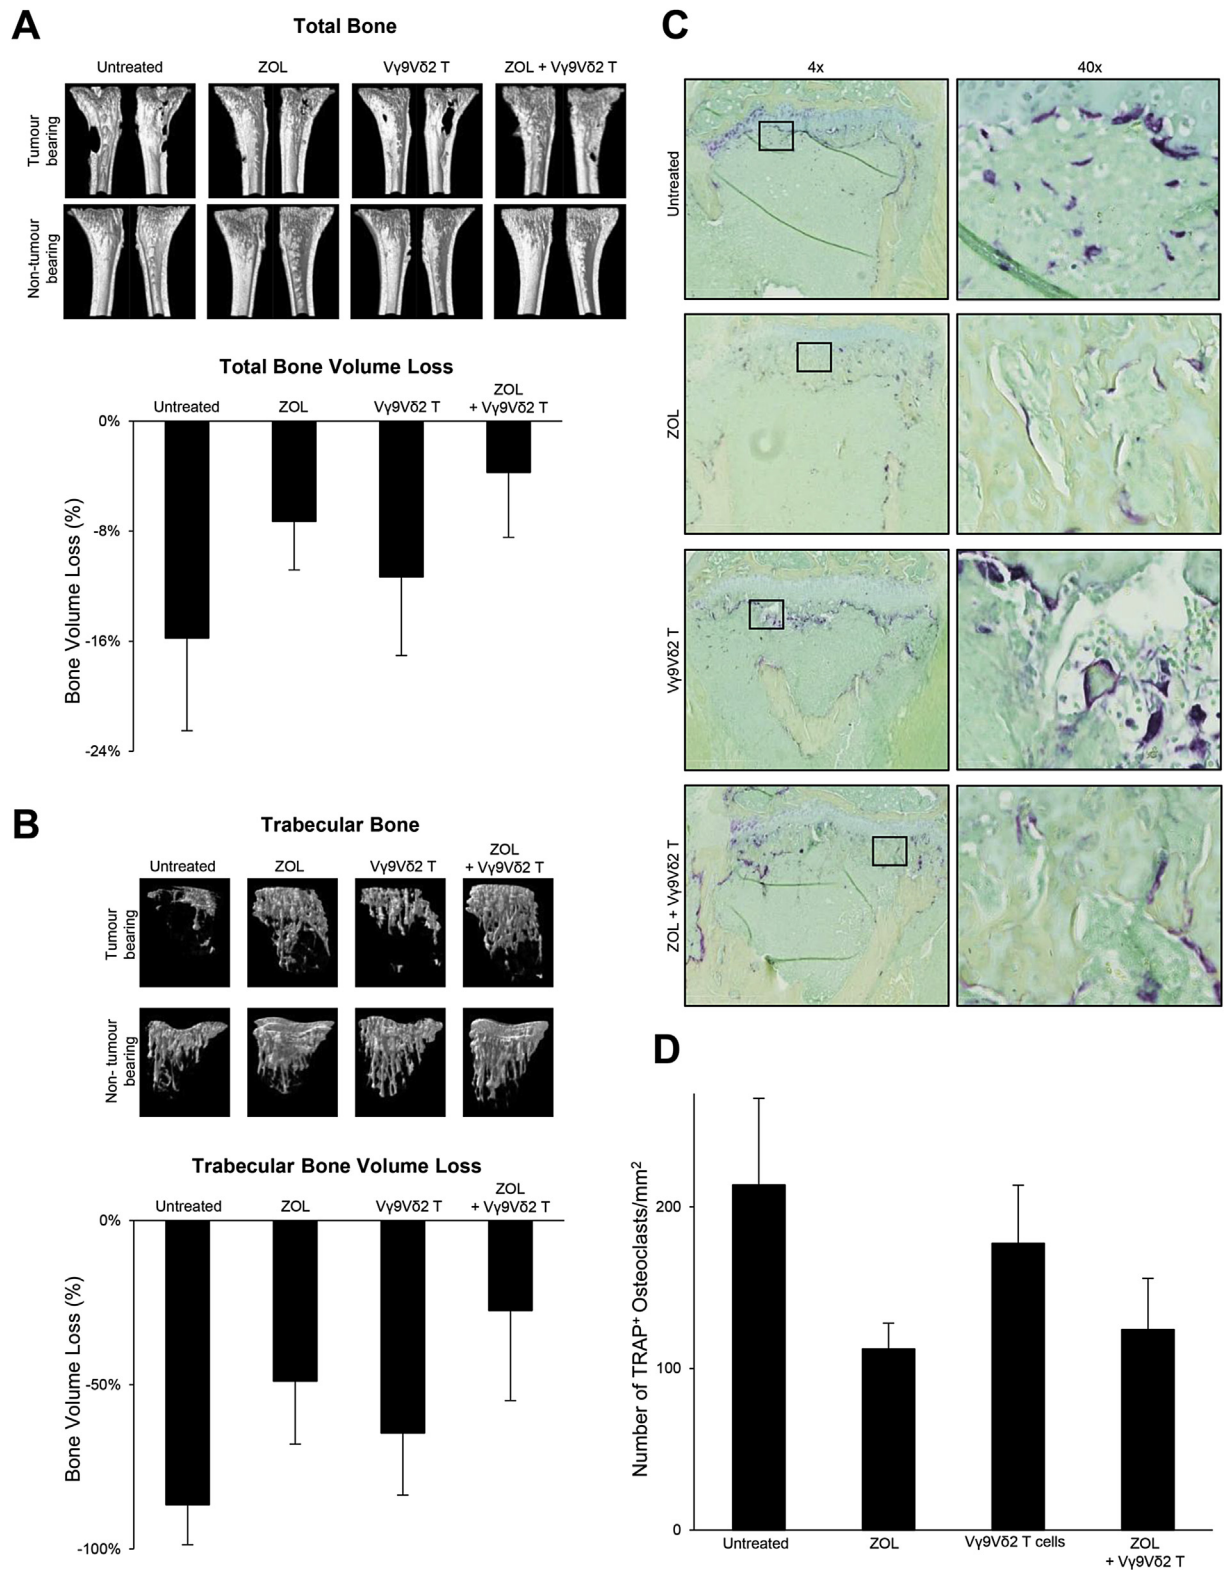 A
Total Bone
Untreated
ZOL
Vγ9Vδ2 T
ZOL + Vγ9Vδ2 T
Tumour
bearing
Non-tumour
bearing
Total Bone Volume Loss
Untreated
ZOL
Vγ9Vδ2 T
ZOL
+ Vγ9Vδ2 T
0%
-8%
-16%
-24%
Bone Volume Loss (%)
B
Trabecular Bone
Untreated
ZOL
Vγ9Vδ2 T
ZOL
+ Vγ9Vδ2 T
Tumour
bearing
Non- tumour
bearing
Trabecular Bone Volume Loss
Untreated
ZOL
Vγ9Vδ2 T
ZOL
+ Vγ9Vδ2 T
0%
-50%
-100%
Bone Volume Loss (%)
C
4x
40x
Untreated
ZOL
Vγ9Vδ2 T
ZOL + Vγ9Vδ2 T
D
Number of TRAP⁺ Osteoclasts/mm²
200
100
0
Untreated
ZOL
Vγ9Vδ2 T cells
ZOL
+ Vγ9Vδ2 T